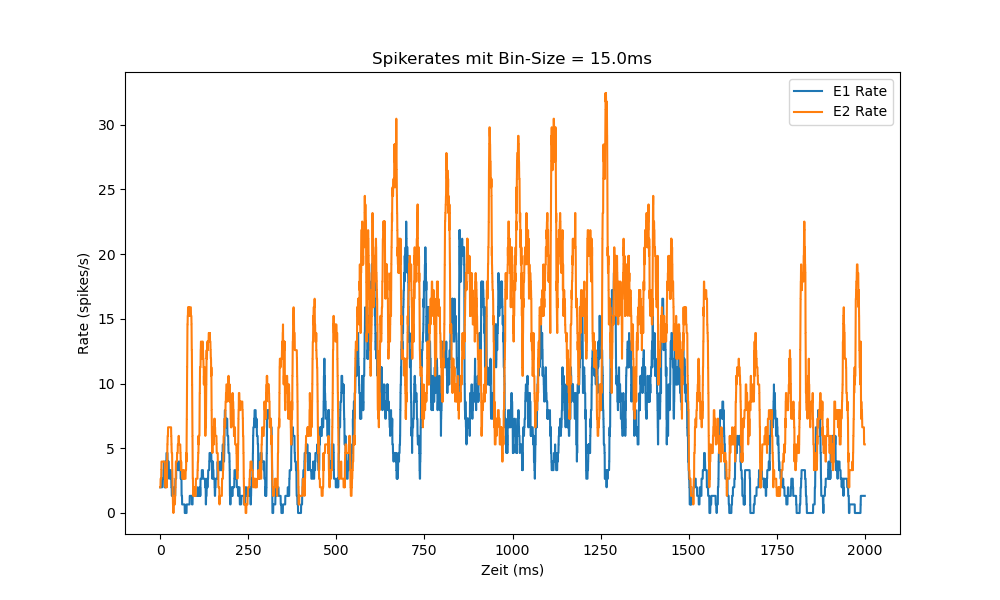 Spikerates mit Bin-Size = 15.0ms
E1 Rate
E2 Rate
Rate (spikes/s)
30
25
20
15
10
5
0
0 250 500 750 1000 1250 1500 1750 2000
Zeit (ms)